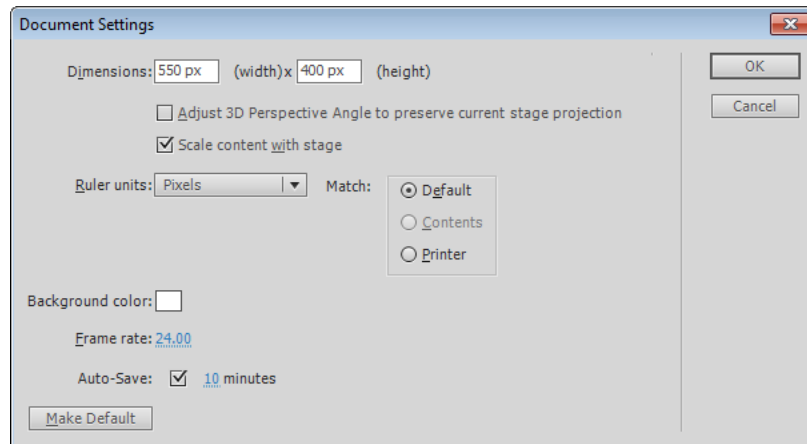 Document Settings
Dimensions: 550 px (width)x 400 px (height)
OK
Adjust 3D Perspective Angle to preserve current stage projection
Cancel
Scale content with stage
Ruler units: Pixels Match: Default
Contents
Printer
Background color:
Frame rate: 24.00
Auto-Save: 10 minutes
Make Default